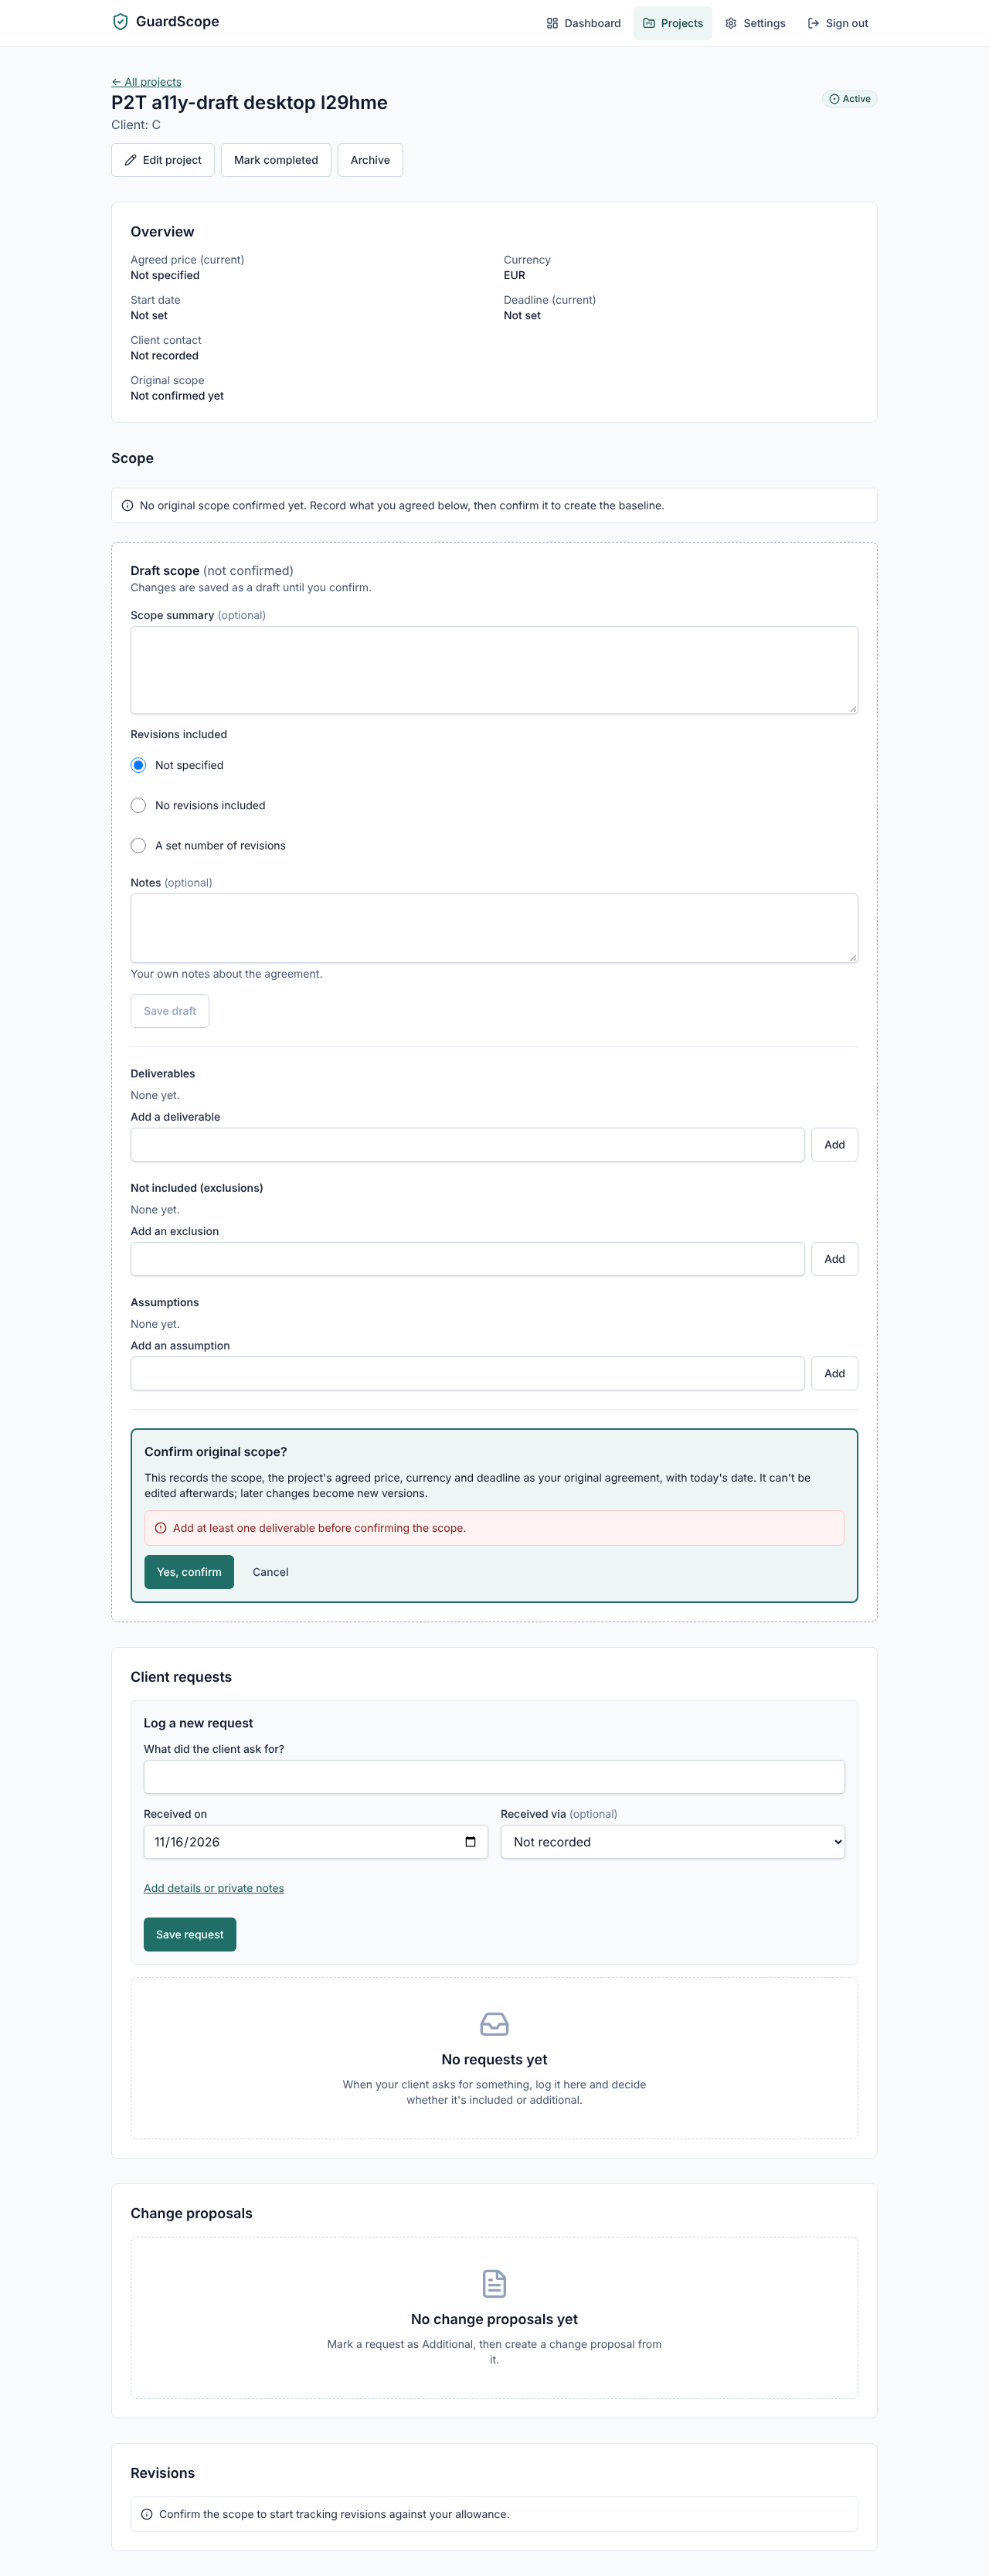 GuardScope
Dashboard
Projects
Settings
Sign out
← All projects
P2T a11y-draft desktop l29hme
Active
Client: C
Edit project
Mark completed
Archive
Overview
Agreed price (current)
Not specified
Currency
EUR
Start date
Not set
Deadline (current)
Not set
Client contact
Not recorded
Original scope
Not confirmed yet
Scope
No original scope confirmed yet. Record what you agreed below, then confirm it to create the baseline.
Draft scope (not confirmed)
Changes are saved as a draft until you confirm.
Scope summary (optional)
Revisions included
Not specified
No revisions included
A set number of revisions
Notes (optional)
Your own notes about the agreement.
Save draft
Deliverables
None yet.
Add a deliverable
Add
Not included (exclusions)
None yet.
Add an exclusion
Add
Assumptions
None yet.
Add an assumption
Add
Confirm original scope?
This records the scope, the project's agreed price, currency and deadline as your original agreement, with today's date. It can't be
edited afterwards; later changes become new versions.
Add at least one deliverable before confirming the scope.
Yes, confirm
Cancel
Client requests
Log a new request
What did the client ask for?
Received on
Received via (optional)
11/16/2026
Not recorded
Add details or private notes
Save request
No requests yet
When your client asks for something, log it here and decide
whether it's included or additional.
Change proposals
No change proposals yet
Mark a request as Additional, then create a change proposal from
it.
Revisions
Confirm the scope to start tracking revisions against your allowance.